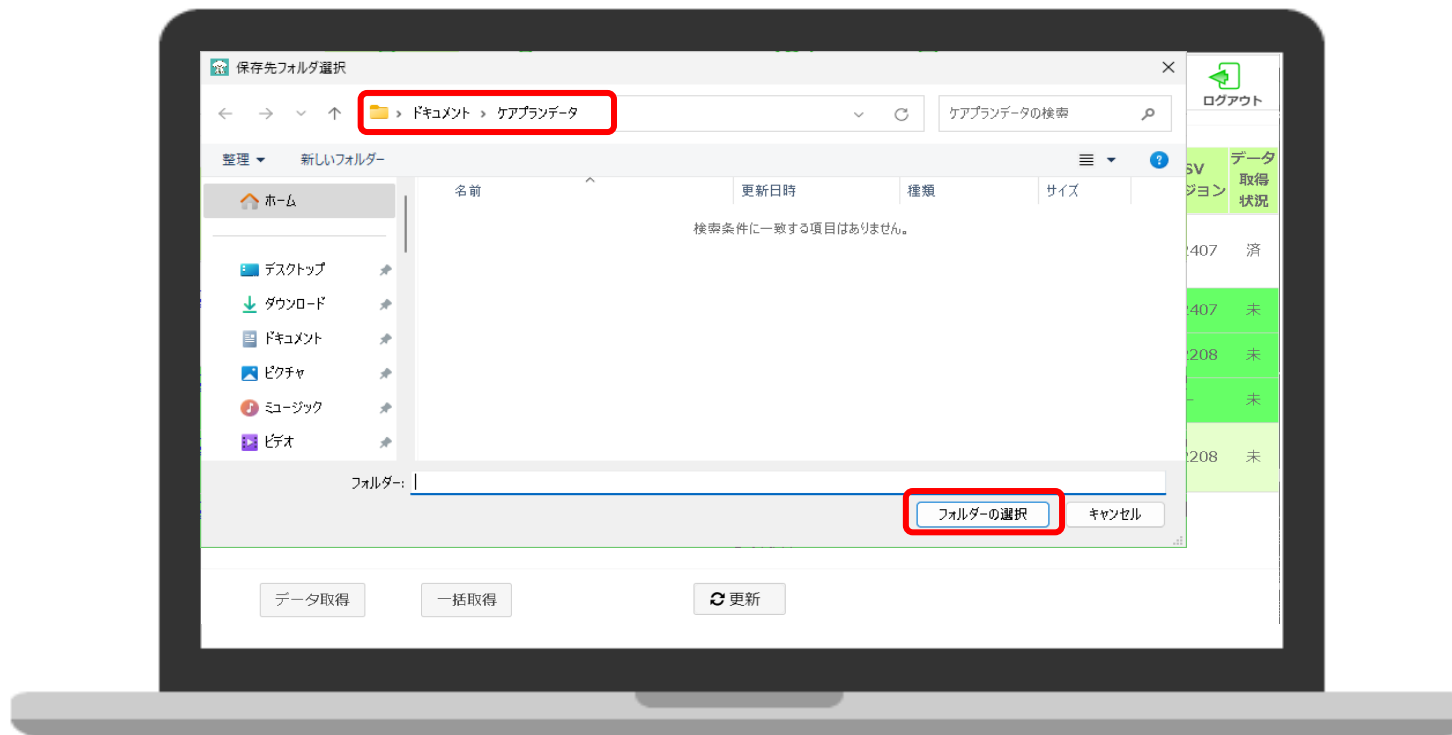 保存先フォルダ選択
ログアウト
ドキュメント › ケアプランデータ
ケアプランデータの検索
整理
新しいフォルダー
名前
更新日時
種類
サイズ
SV
ジョン
データ
取得
状況
ホーム
検索条件に一致する項目はありません。
デスクトップ
ダウンロード
ドキュメント
ピクチャ
ミュージック
ビデオ
2407 済
2407 未
2208 未
- 未
2208 未
フォルダー:
フォルダーの選択
キャンセル
データ取得
一括取得
更新